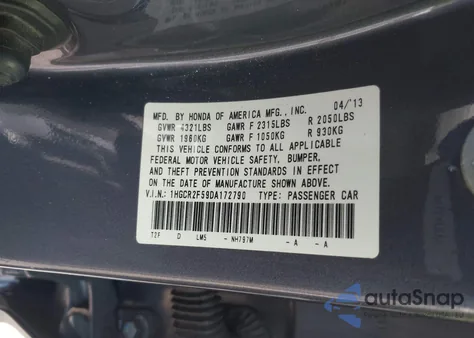 MFD. BY HONDA OF AMERICA MFG., INC. 04/13
GVWR 4321LBS GAWR F 2315LBS R 2050LBS
GVWR 1960KG GAWR F 1050KG R 930KG
THIS VEHICLE CONFORMS TO ALL APPLICABLE
FEDERAL MOTOR VEHICLE SAFETY, BUMPER,
AND THEFT PREVENTION STANDARDS IN EFFECT
ON THE DATE OF MANUFACTURE SHOWN ABOVE.
V.I.N.: 1HGCR2F59DA172790 TYPE: PASSENGER CAR
T2F D LM5 - NH797M - A - A
autoSnap